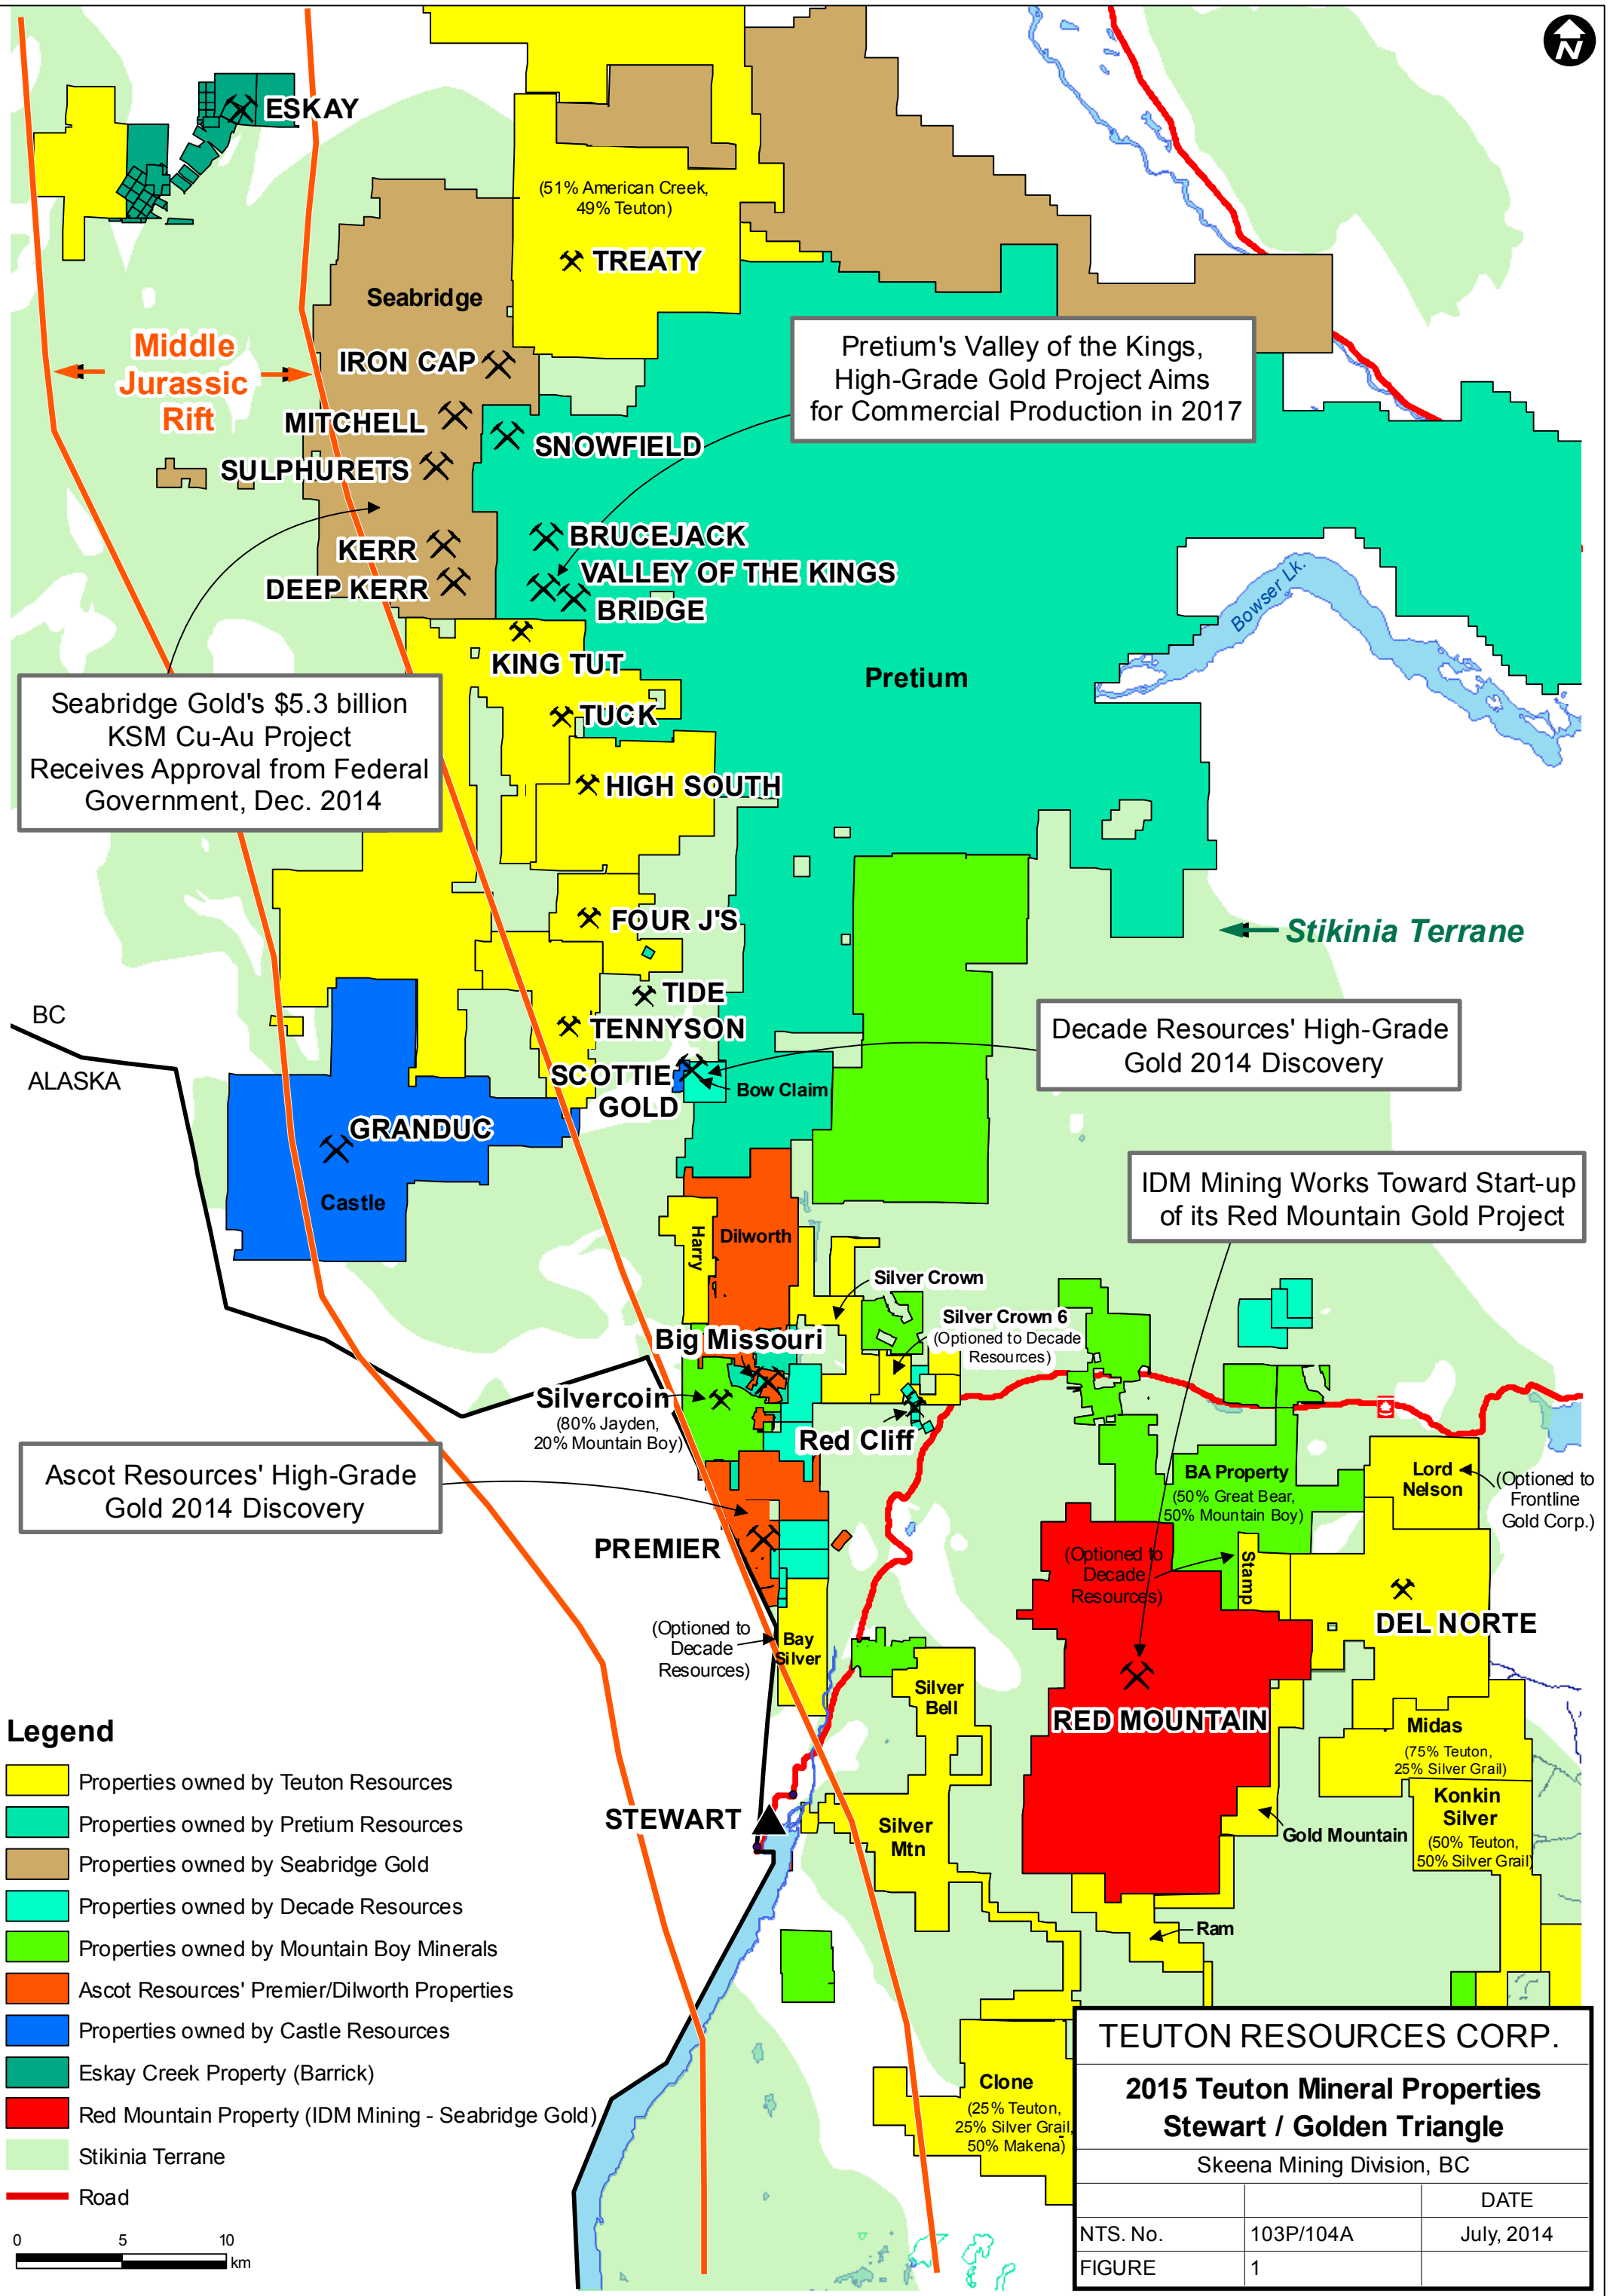 N
ESKAY
(51% American Creek,
49% Teuton)
TREATY
Seabridge
Middle
Jurassic
Rift
IRON CAP
MITCHELL
SULPHURETS
SNOWFIELD
Pretium's Valley of the Kings,
High-Grade Gold Project Aims
for Commercial Production in 2017
KERR
DEEP KERR
BRUCEJACK
VALLEY OF THE KINGS
BRIDGE
Bowser Lk.
KING TUT
Pretium
TUCK
Seabridge Gold's $5.3 billion
KSM Cu-Au Project
Receives Approval from Federal
Government, Dec. 2014
HIGH SOUTH
FOUR J'S
Stikinia Terrane
TIDE
TENNYSON
BC
ALASKA
Decade Resources' High-Grade
Gold 2014 Discovery
SCOTTIE
GOLD
Bow Claim
GRANDUC
Castle
IDM Mining Works Toward Start-up
of its Red Mountain Gold Project
Harry
Dilworth
Silver Crown
Silver Crown 6
(Optioned to Decade
Resources)
Big Missouri
Silvercoin
(80% Jayden,
20% Mountain Boy)
Red Cliff
Ascot Resources' High-Grade
Gold 2014 Discovery
BA Property
(50% Great Bear,
50% Mountain Boy)
Lord
Nelson
(Optioned to
Frontline
Gold Corp.)
PREMIER
(Optioned to
Decade
Resources)
Stamp
DEL NORTE
(Optioned to
Decade
Resources)
Bay
Silver
Silver
Bell
RED MOUNTAIN
Midas
(75% Teuton,
25% Silver Grail)
Konkin
Silver
(50% Teuton,
50% Silver Grail)
Gold Mountain
STEWART
Silver
Mtn
Ram
Clone
(25% Teuton,
25% Silver Grail,
50% Makena)
Legend
Properties owned by Teuton Resources
Properties owned by Pretium Resources
Properties owned by Seabridge Gold
Properties owned by Decade Resources
Properties owned by Mountain Boy Minerals
Ascot Resources' Premier/Dilworth Properties
Properties owned by Castle Resources
Eskay Creek Property (Barrick)
Red Mountain Property (IDM Mining - Seabridge Gold)
Stikinia Terrane
Road
0 5 10
km
TEUTON RESOURCES CORP.
2015 Teuton Mineral Properties
Stewart / Golden Triangle
Skeena Mining Division, BC
DATE
NTS. No. 103P/104A July, 2014
FIGURE 1